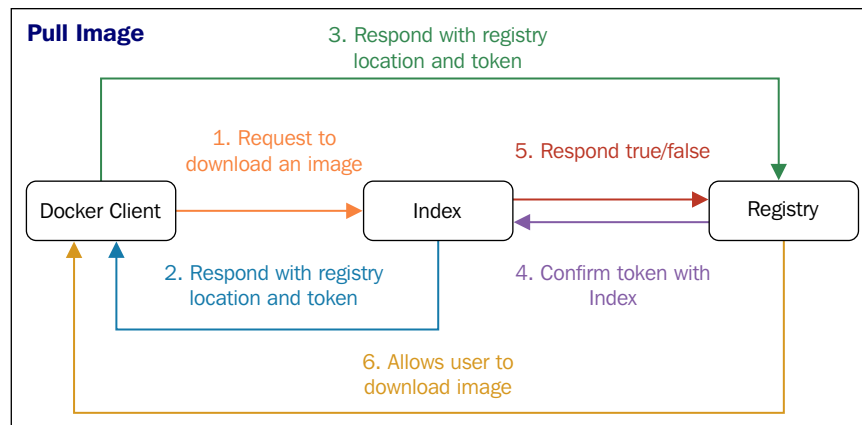 Pull Image
3. Respond with registry
location and token
1. Request to
download an image
5. Respond true/false
Docker Client
Index
Registry
2. Respond with registry
location and token
4. Confirm token with
Index
6. Allows user to
download image